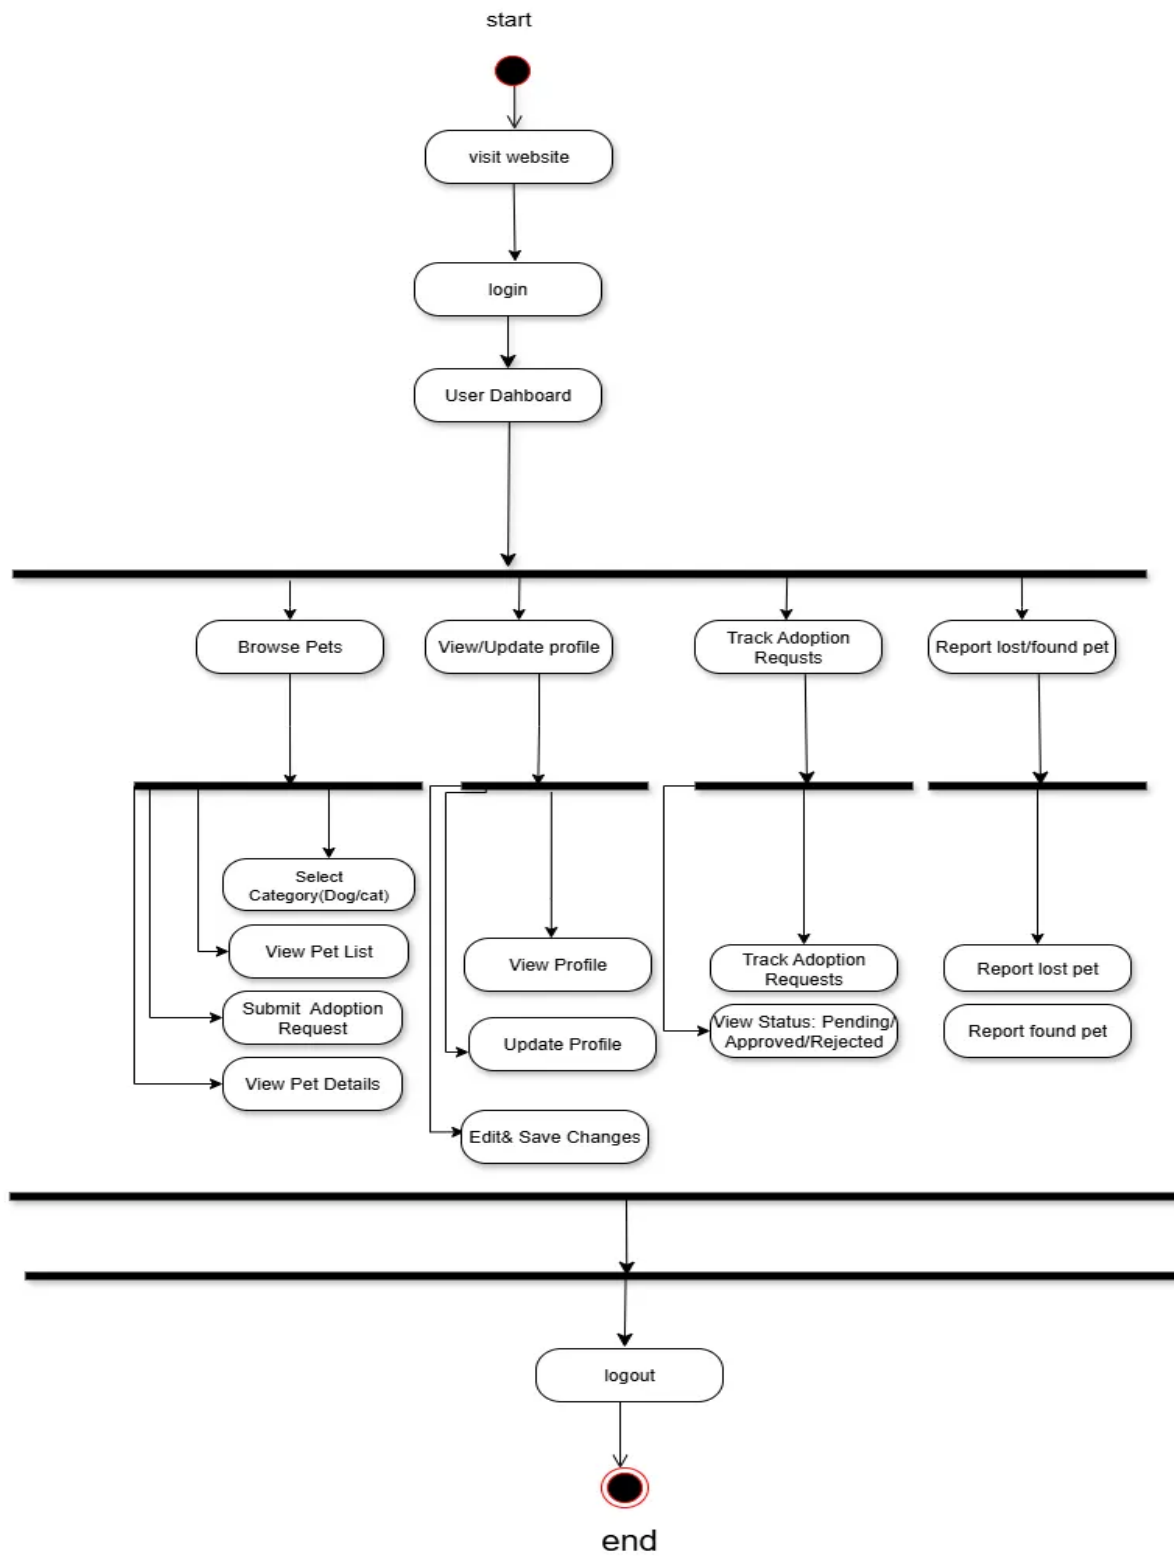 start
visit website
login
User Dahboard
Browse Pets
View/Update profile
Track Adoption
Requsts
Report lost/found pet
Select
Category(Dog/cat)
View Pet List
Submit  Adoption
Request
View Pet Details
View Profile
Update Profile
Edit& Save Changes
Track Adoption
Requests
View Status: Pending/
Approved/Rejected
Report lost pet
Report found pet
logout
end